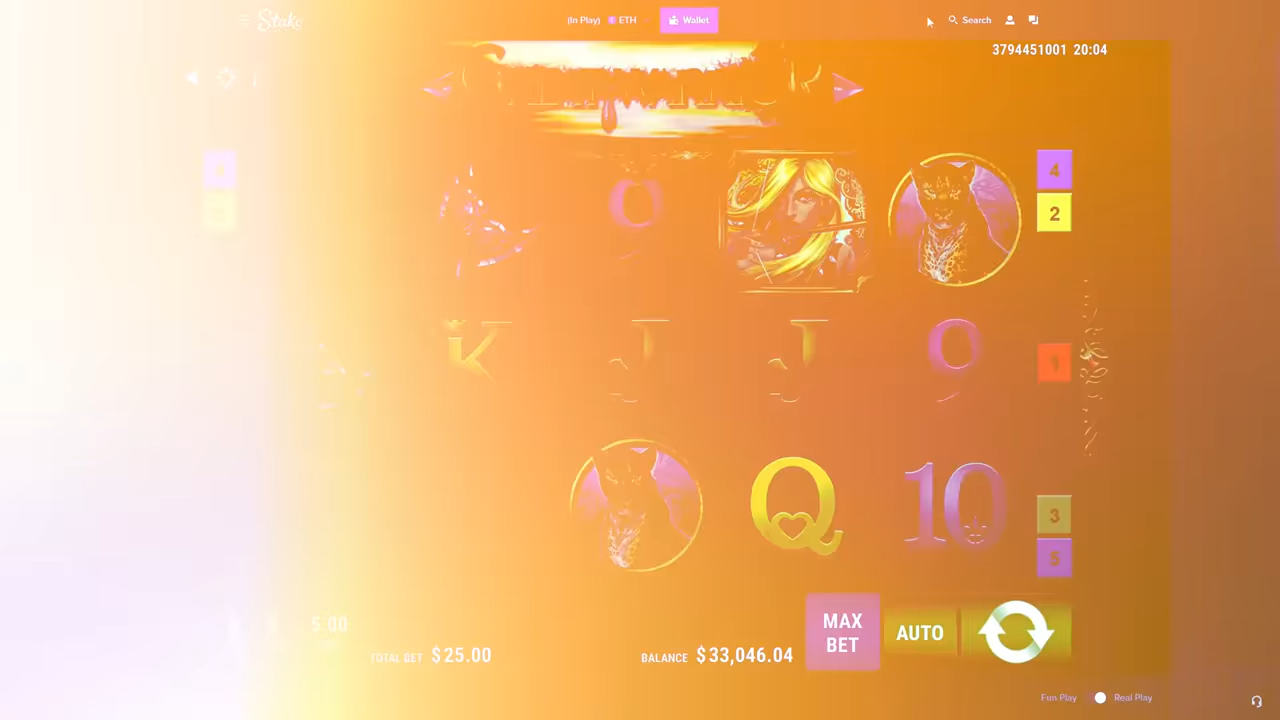 Stake
(In Play) ETH
Wallet
Search
3794451001 20:04
4
2
O
K
J
J
O
1
Q
10
3
5
5.00
MAX
BET
AUTO
TOTAL BET $25.00
BALANCE $33,046.04
Fun Play
Real Play